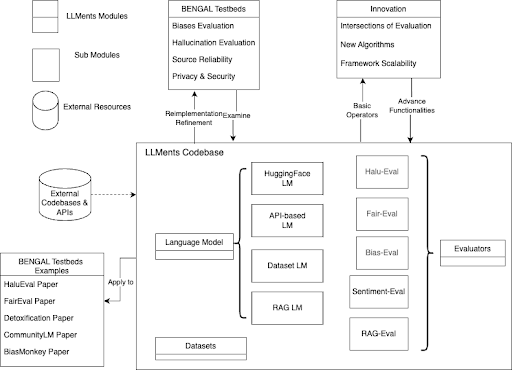 LLMents Modules
Sub Modules
External Resources
BENGAL Testbeds
Biases Evaluation
Hallucination Evaluation
Source Reliability
Privacy & Security
Innovation
Intersections of Evaluation
New Algorithms
Framework Scalability
Reimplementation
Refinement
Examine
Basic
Operators
Advance
Functionalities
LLMents Codebase
External
Codebases &
APIs
Language Model
HuggingFace
LM
API-based
LM
Dataset LM
RAG LM
Datasets
Halu-Eval
Fair-Eval
Bias-Eval
Sentiment-Eval
RAG-Eval
Evaluators
Apply to
BENGAL Testbeds
Examples
HaluEval Paper
FairEval Paper
Detoxification Paper
CommunityLM Paper
BiasMonkey Paper